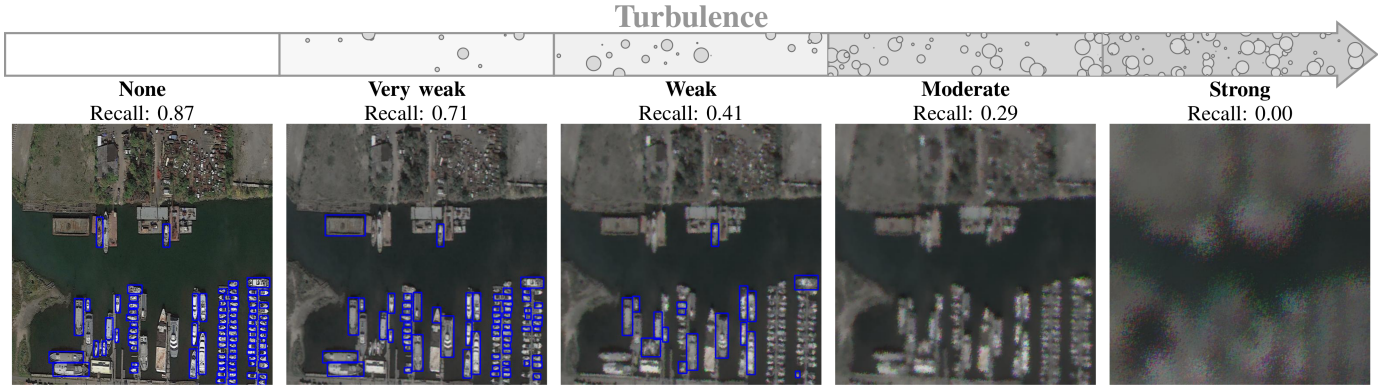 Turbulence
None
Recall: 0.87
Very weak
Recall: 0.71
Weak
Recall: 0.41
Moderate
Recall: 0.29
Strong
Recall: 0.00